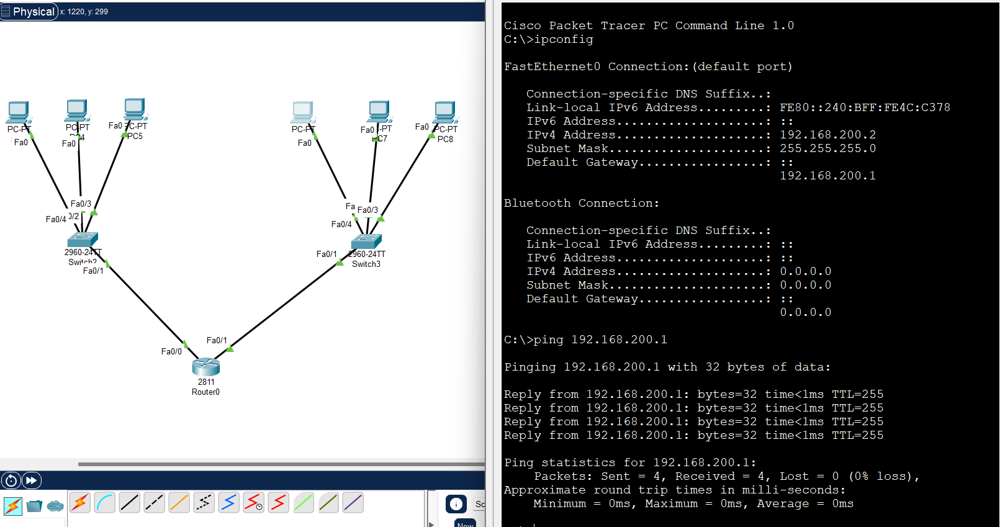 Physical x: 1220, y: 299
PC-PT
Fa0
PC-PT
Fa0
Fa0
PC5
PC-PT
Fa0
Fa0
-PT
Fa0
PC-PT
PC8
Fa0/3
Fa0/4
0/2
2960-24TT
Fa0/1
Fa
Fa0/3
Fa0/4
Fa0/1
2960-24TT
Switch3
Fa0/1
Fa0/0
2811
Router0
Sc
New
Cisco Packet Tracer PC Command Line 1.0
C:\>ipconfig
FastEthernet0 Connection:(default port)
Connection-specific DNS Suffix..:
Link-local IPv6 Address.........: FE80::240:BFF:FE4C:C378
IPv6 Address....................: ::
IPv4 Address....................: 192.168.200.2
Subnet Mask.....................: 255.255.255.0
Default Gateway.................: ::
192.168.200.1
Bluetooth Connection:
Connection-specific DNS Suffix..:
Link-local IPv6 Address.........: ::
IPv6 Address....................: ::
IPv4 Address....................: 0.0.0.0
Subnet Mask.....................: 0.0.0.0
Default Gateway.................: ::
0.0.0.0
C:\>ping 192.168.200.1
Pinging 192.168.200.1 with 32 bytes of data:
Reply from 192.168.200.1: bytes=32 time<1ms TTL=255
Reply from 192.168.200.1: bytes=32 time<1ms TTL=255
Reply from 192.168.200.1: bytes=32 time<1ms TTL=255
Reply from 192.168.200.1: bytes=32 time<1ms TTL=255
Ping statistics for 192.168.200.1:
Packets: Sent = 4, Received = 4, Lost = 0 (0% loss),
Approximate round trip times in milli-seconds:
Minimum = 0ms, Maximum = 0ms, Average = 0ms